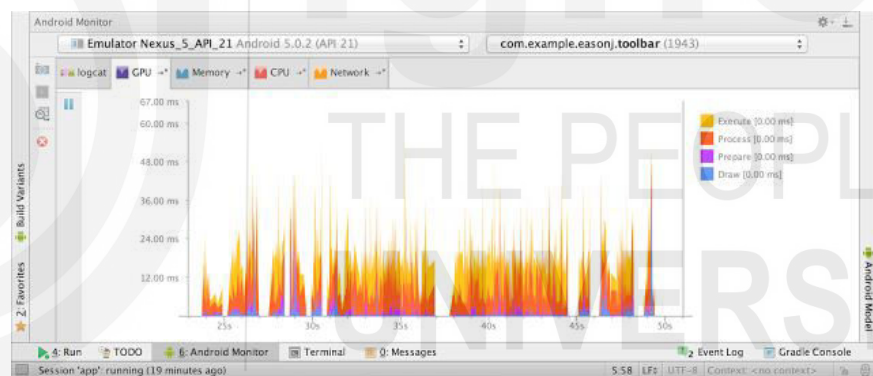 Android Monitor
Emulator Nexus_5_API_21 Android 5.0.2 (API 21)
com.example.easonj.toolbar (1943)
logcat GPU Memory CPU Network
67.00 ms
60.00 ms
48.00 ms
36.00 ms
24.00 ms
12.00 ms
25s 30s 35s 40s 45s 50s
Execute [0.00 ms]
Process [0.00 ms]
Prepare [0.00 ms]
Draw [0.00 ms]
Build Variants
2: Favorites
Android Model
THE PEOPL
UNIVERS
4: Run TODO 6: Android Monitor Terminal 0: Messages 2 Event Log Gradle Console
Session 'app': running (19 minutes ago) 5:58 LF÷ UTF-8 Context: <no context>